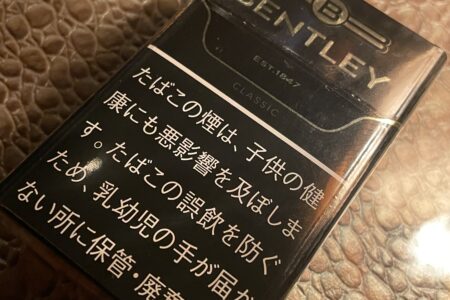 B
BENTLEY
EST.1847
CLASSIC
たばこの煙は、子供の健
康にも悪影響を及ぼしま
す。たばこの誤飲を防ぐ
ため、乳幼児の手が届か
ない所に保管・廃棄